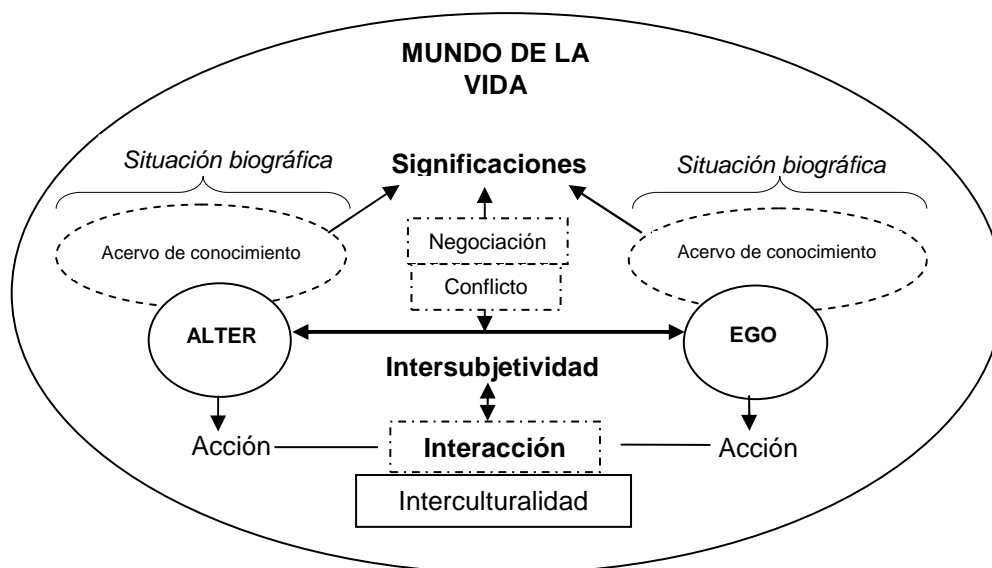 MUNDO DE LA
VIDA
Situación biográfica
Significaciones
Situación biográfica
Acervo de conocimiento
Negociación
Acervo de conocimiento
Conflicto
ALTER
EGO
Intersubjetividad
Acción
Interacción
Acción
Interculturalidad